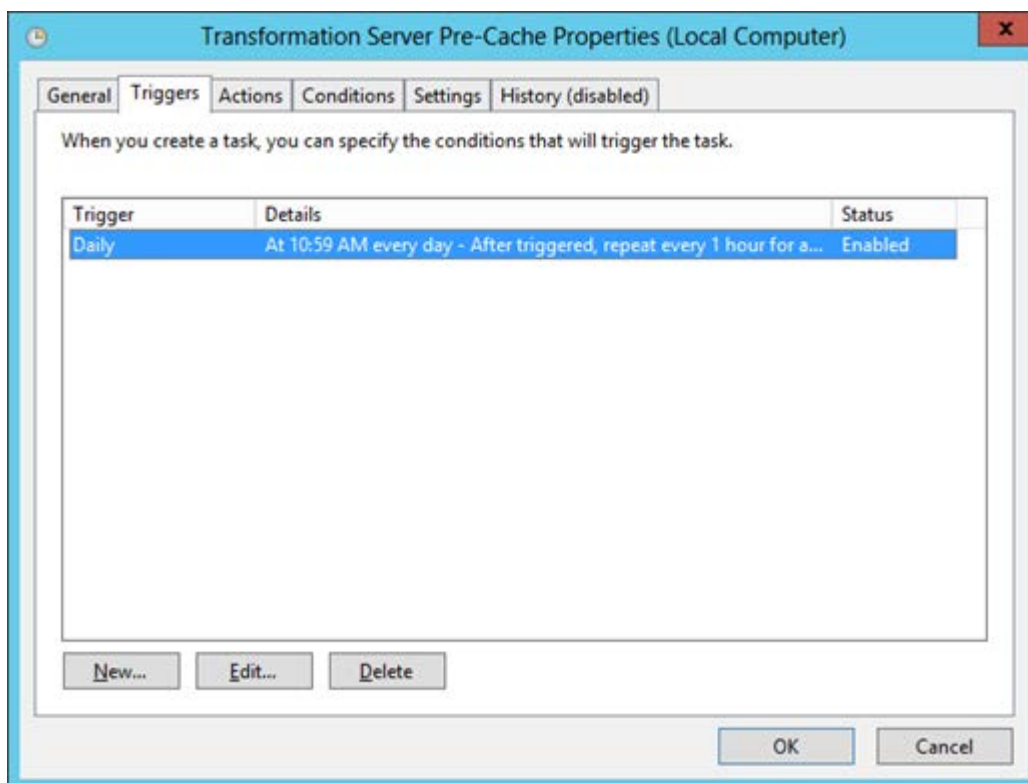 Transformation Server Pre-Cache Properties (Local Computer)
x
General Triggers Actions Conditions Settings History (disabled)
When you create a task, you can specify the conditions that will trigger the task.
Trigger Details Status
Daily At 10:59 AM every day - After triggered, repeat every 1 hour for a... Enabled
New... Edit... Delete
OK Cancel